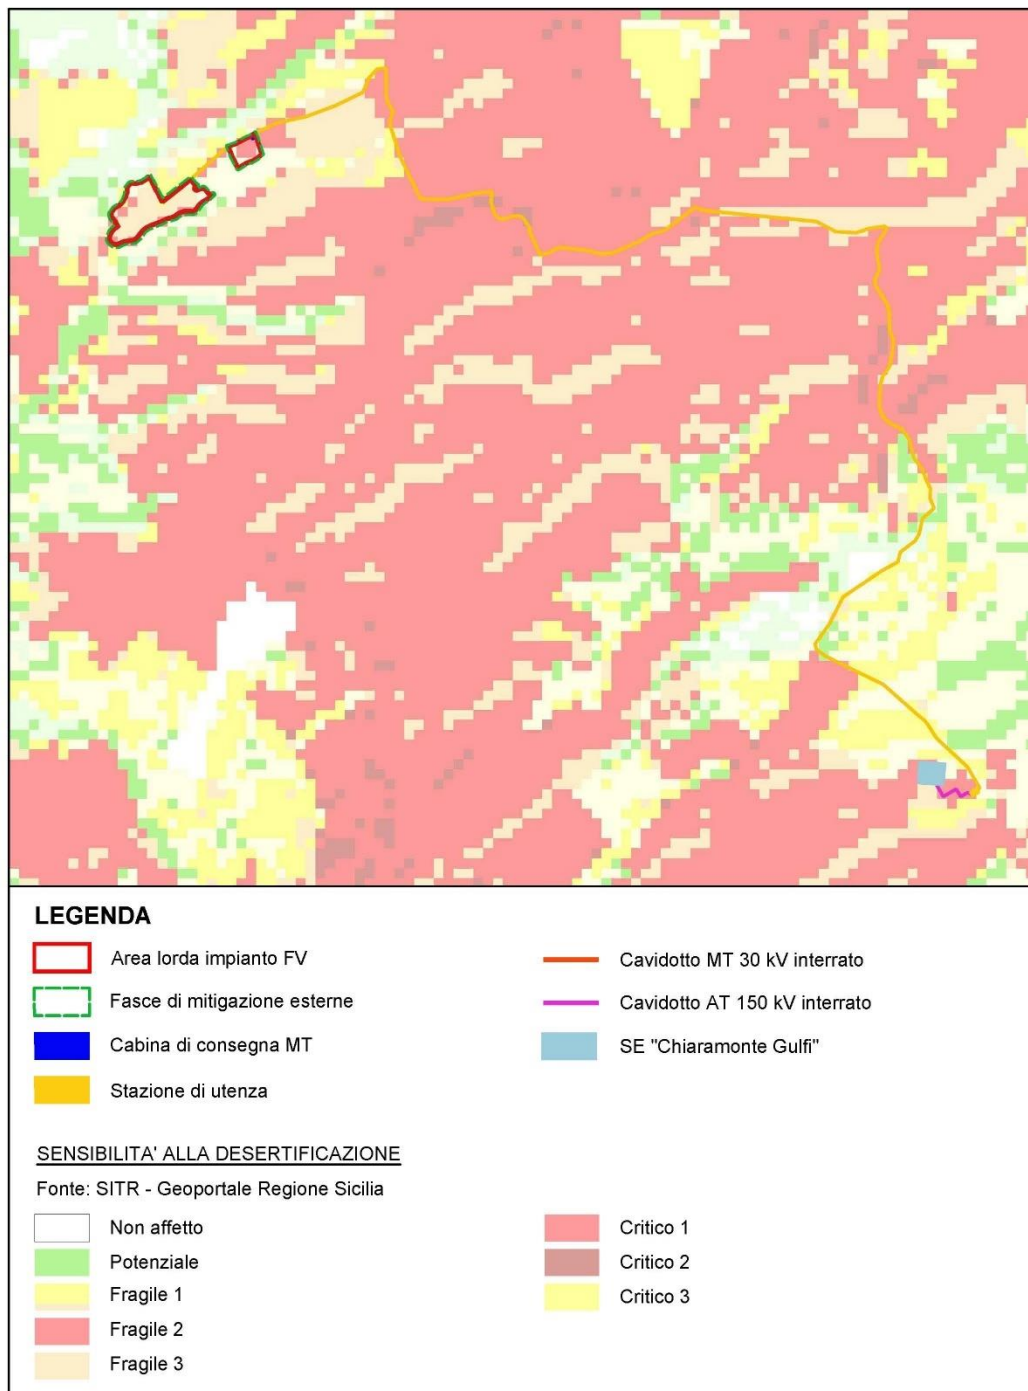 LEGENDA
Area lorda impianto FV
Fasce di mitigazione esterne
Cabina di consegna MT
Stazione di utenza
Cavidotto MT 30 kV interrato
Cavidotto AT 150 kV interrato
SE "Chiaramonte Gulfi"
SENSIBILITA' ALLA DESERTIFICAZIONE
Fonte: SITR - Geoportale Regione Sicilia
Non affetto
Potenziale
Fragile 1
Fragile 2
Fragile 3
Critico 1
Critico 2
Critico 3